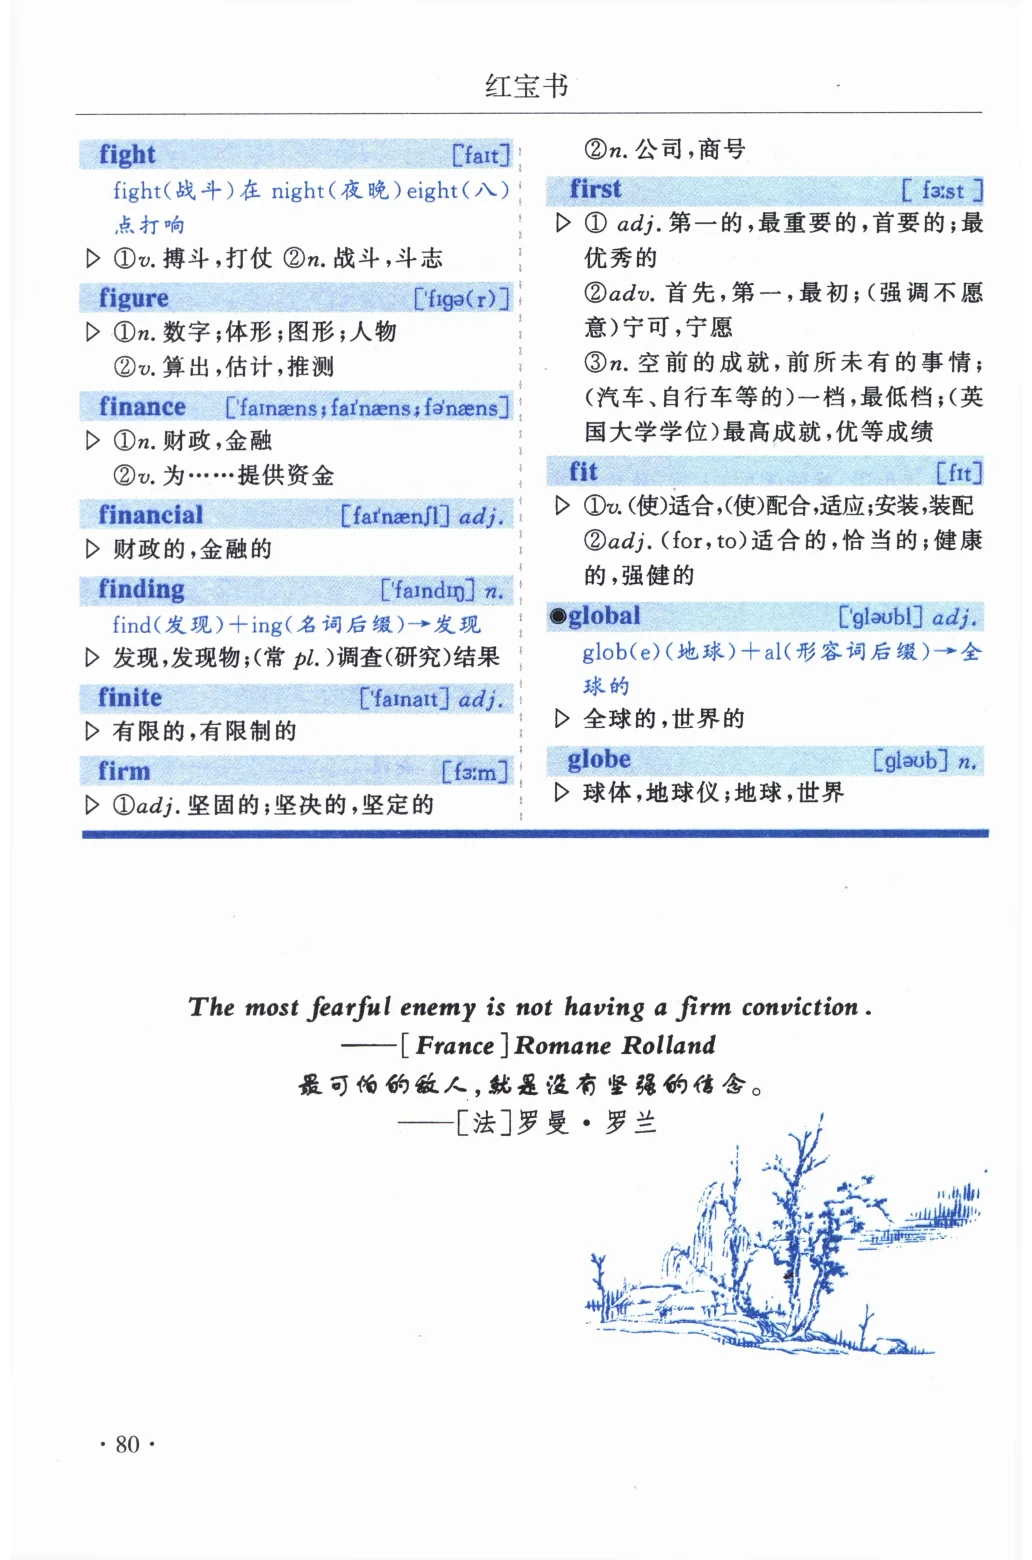 红宝书
fight [faɪt]
fight(战斗)在 night(夜晚)eight(八)
点打响
▷ ①v. 搏斗,打仗 ②n. 战斗,斗志
figure ['fɪgə(r)]
▷ ①n. 数字;体形;图形;人物
②v. 算出,估计,推测
finance ['faɪnæns; faɪ'næns; fə'næns]
▷ ①n. 财政,金融
②v. 为……提供资金
financial [faɪ'nænʃl] adj.
▷ 财政的,金融的
finding ['faɪndɪŋ] n.
find(发现)+ing(名词后缀)→发现
▷ 发现,发现物;(常 pl.)调查(研究)结果
finite ['faɪnaɪt] adj.
▷ 有限的,有限制的
firm [fɜːm]
▷ ①adj. 坚固的;坚决的,坚定的
②n. 公司,商号
first [fɜːst]
▷ ① adj. 第一的,最重要的,首要的;最
优秀的
②adv. 首先,第一,最初;(强调不愿
意)宁可,宁愿
③n. 空前的成就,前所未有的事情;
(汽车、自行车等的)一档,最低档;(英
国大学学位)最高成就,优等成绩
fit [fɪt]
▷ ①v. (使)适合,(使)配合,适应;安装,装配
②adj. (for,to)适合的,恰当的;健康
的,强健的
●global ['gləʊbl] adj.
glob(e)(地球)+al(形容词后缀)→全
球的
▷ 全球的,世界的
globe [gləʊb] n.
▷ 球体,地球仪;地球,世界
The most fearful enemy is not having a firm conviction.
——[France]Romane Rolland
最可怕的敌人,就是没有坚强的信念。
——[法]罗曼·罗兰
·80·